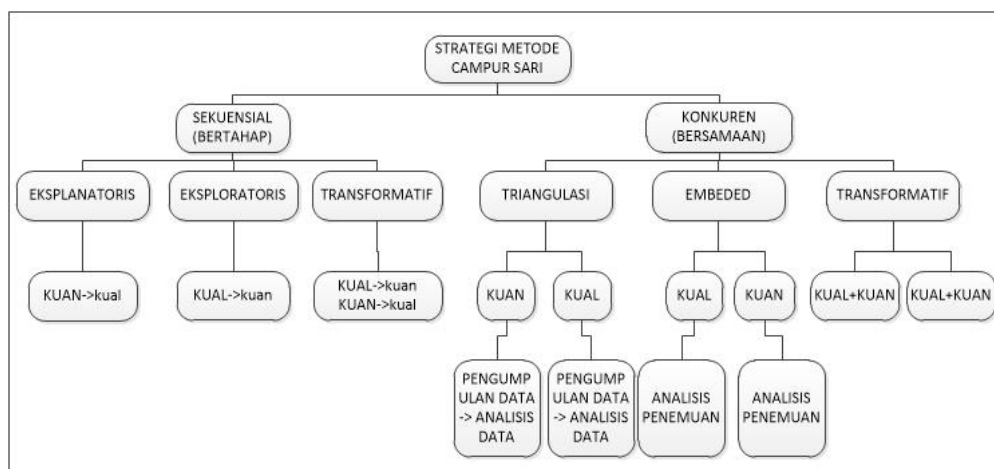 STRATEGI METODE
CAMPUR SARI
SEKUENSIAL
(BERTAHAP)
KONKUREN
(BERSAMAAN)
EKSPLANATORIS
EKSPLORATORIS
TRANSFORMATIF
TRIANGULASI
EMBEDED
TRANSFORMATIF
KUAN->kual
KUAL->kuan
KUAL->kuan
KUAN->kual
KUAN
KUAL
KUAL
KUAN
KUAL+KUAN
KUAL+KUAN
PENGUMP
ULAN DATA
-> ANALISIS
DATA
PENGUMP
ULAN DATA
-> ANALISIS
DATA
ANALISIS
PENEMUAN
ANALISIS
PENEMUAN